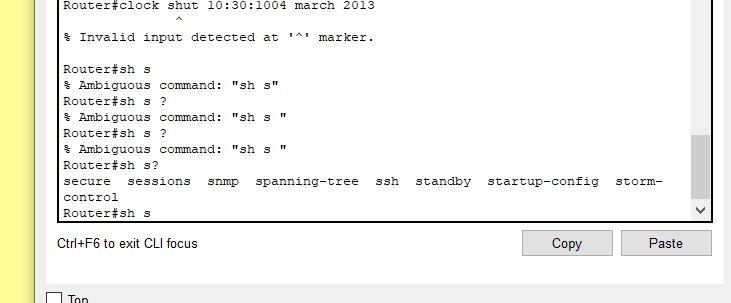 Router#clock shut 10:30:1004 march 2013
^
% Invalid input detected at '^' marker.
Router#sh s
% Ambiguous command: "sh s"
Router#sh s ?
% Ambiguous command: "sh s "
Router#sh s ?
% Ambiguous command: "sh s "
Router#sh s?
secure sessions snmp spanning-tree ssh standby startup-config storm-
control
Router#sh s
Ctrl+F6 to exit CLI focus
Copy
Paste
Top